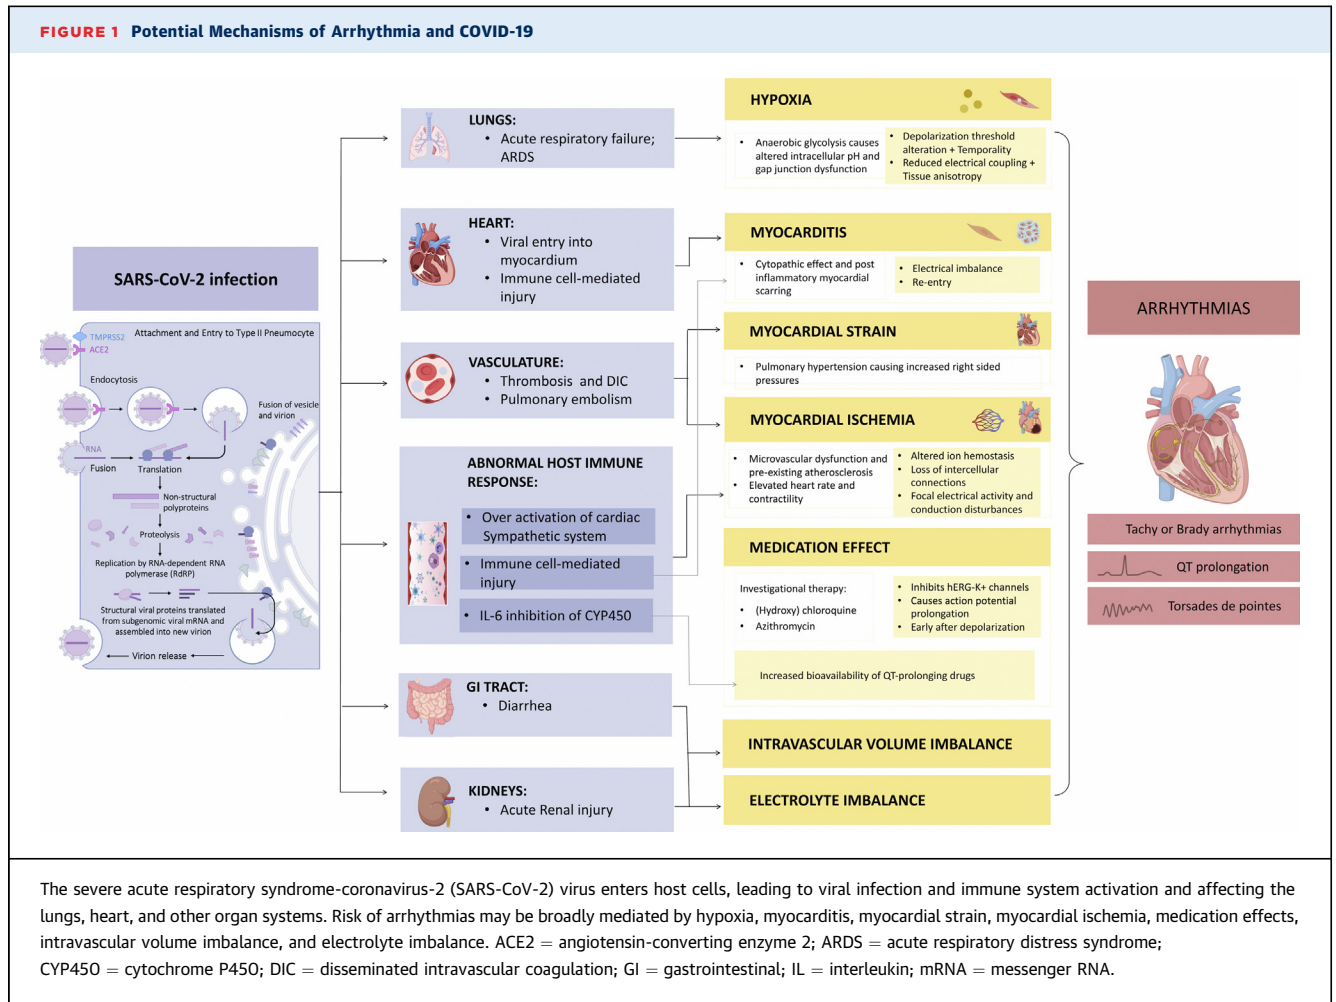 FIGURE 1 Potential Mechanisms of Arrhythmia and COVID-19
SARS-CoV-2 infection
Attachment and Entry to Type II Pneumocyte
TMPRSS2
ACE2
Endocytosis
Fusion of vesicle
and virion
RNA
Fusion
Translation
Non-structural
polyproteins
Proteolysis
Replication by RNA-dependent RNA
polymerase (RdRP)
Structural viral proteins translated
from subgenomic viral mRNA and
assembled into new virion
Virion release
LUNGS:
• Acute respiratory failure;
ARDS
HEART:
• Viral entry into
myocardium
• Immune cell-mediated
injury
VASCULATURE:
• Thrombosis and DIC
• Pulmonary embolism
ABNORMAL HOST IMMUNE
RESPONSE:
• Over activation of cardiac
Sympathetic system
• Immune cell-mediated
injury
• IL-6 inhibition of CYP450
GI TRACT:
• Diarrhea
KIDNEYS:
• Acute Renal injury
HYPOXIA
• Anaerobic glycolysis causes
altered intracellular pH and
gap junction dysfunction
• Depolarization threshold
alteration + Temporality
• Reduced electrical coupling +
Tissue anisotropy
MYOCARDITIS
• Cytopathic effect and post
inflammatory myocardial
scarring
• Electrical imbalance
• Re-entry
MYOCARDIAL STRAIN
• Pulmonary hypertension causing increased right sided
pressures
MYOCARDIAL ISCHEMIA
• Microvascular dysfunction and
pre-existing atherosclerosis
• Elevated heart rate and
contractility
• Altered ion hemostasis
• Loss of intercellular
connections
• Focal electrical activity and
conduction disturbances
MEDICATION EFFECT
Investigational therapy:
• (Hydroxy) chloroquine
• Azithromycin
• Inhibits hERG-K+ channels
• Causes action potential
prolongation
• Early after depolarization
Increased bioavailability of QT-prolonging drugs
INTRAVASCULAR VOLUME IMBALANCE
ELECTROLYTE IMBALANCE
ARRHYTHMIAS
Tachy or Brady arrhythmias
QT prolongation
Torsades de pointes
The severe acute respiratory syndrome-coronavirus-2 (SARS-CoV-2) virus enters host cells, leading to viral infection and immune system activation and affecting the
lungs, heart, and other organ systems. Risk of arrhythmias may be broadly mediated by hypoxia, myocarditis, myocardial strain, myocardial ischemia, medication effects,
intravascular volume imbalance, and electrolyte imbalance. ACE2 = angiotensin-converting enzyme 2; ARDS = acute respiratory distress syndrome;
CYP450 = cytochrome P450; DIC = disseminated intravascular coagulation; GI = gastrointestinal; IL = interleukin; mRNA = messenger RNA.